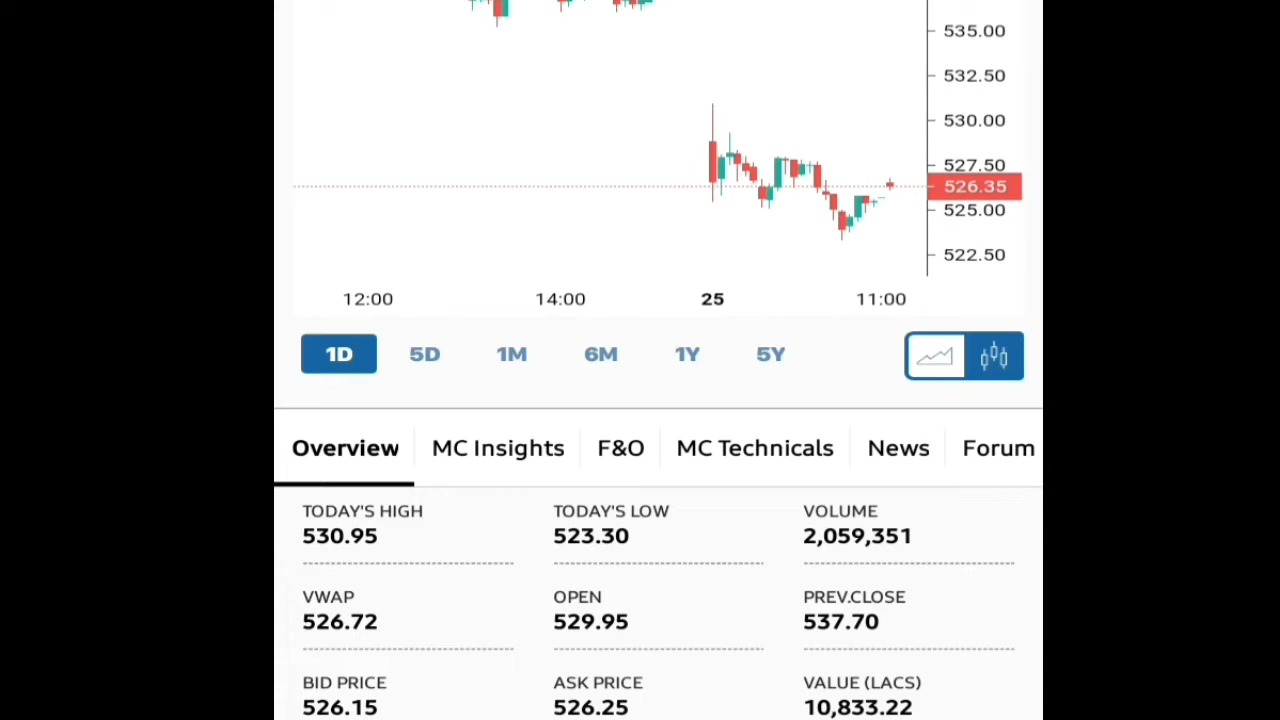 535.00
532.50
530.00
527.50
526.35
525.00
522.50
12:00 14:00 25 11:00
1D 5D 1M 6M 1Y 5Y
Overview MC Insights F&O MC Technicals News Forum
TODAY'S HIGH TODAY'S LOW VOLUME
530.95 523.30 2,059,351
VWAP OPEN PREV.CLOSE
526.72 529.95 537.70
BID PRICE ASK PRICE VALUE (LACS)
526.15 526.25 10,833.22